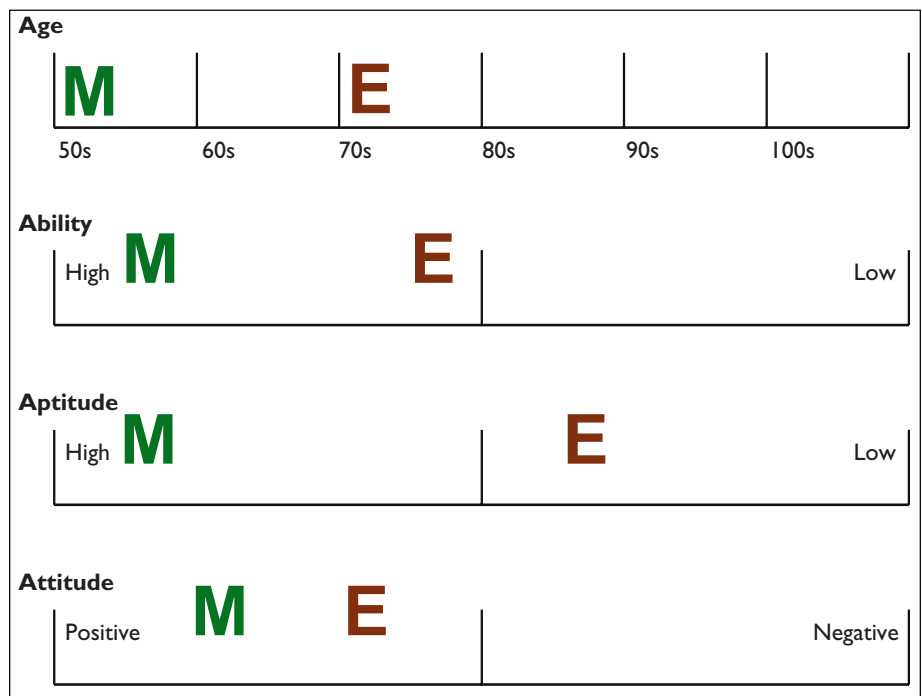 Age
M E
50s 60s 70s 80s 90s 100s
Ability
High M E Low
Aptitude
High M E Low
Attitude
Positive M E Negative